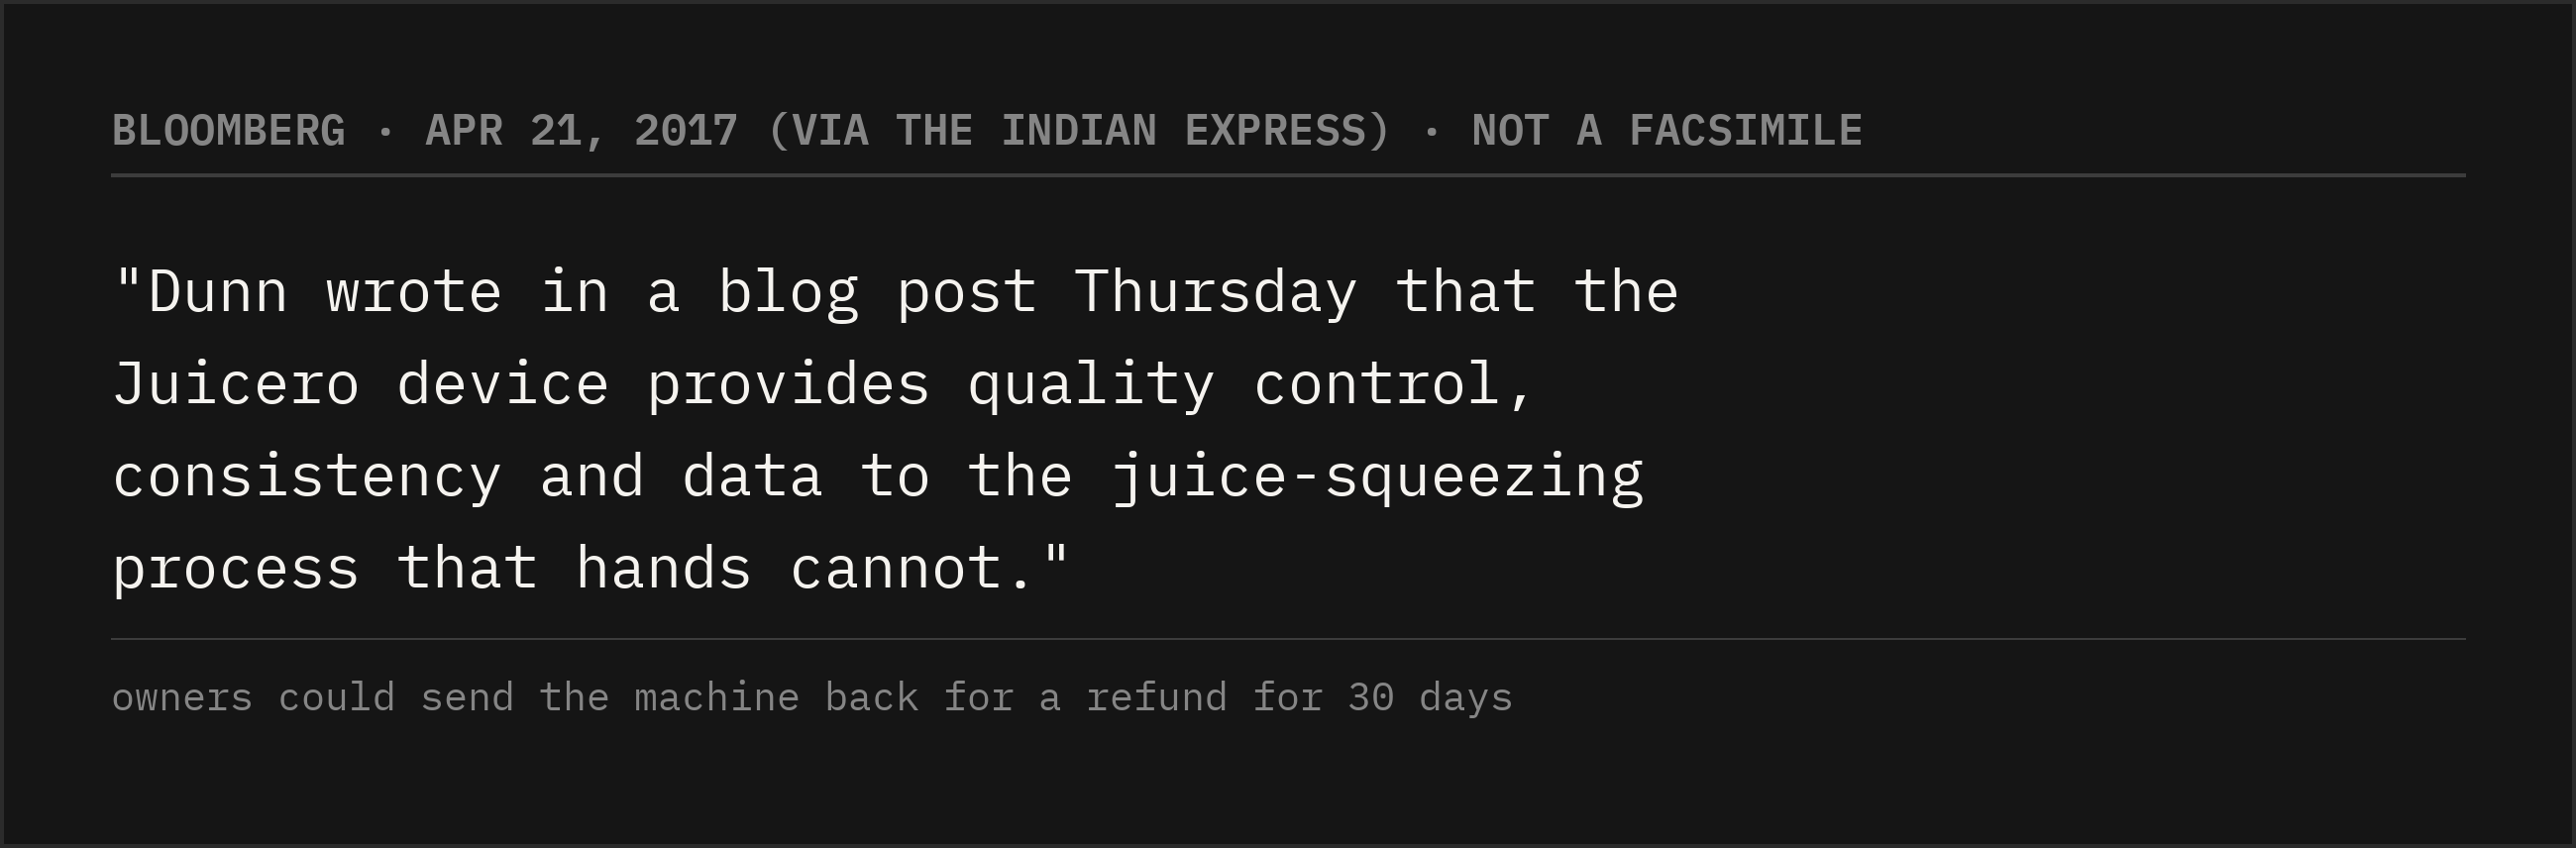 BLOOMBERG · APR 21, 2017 (VIA THE INDIAN EXPRESS) · NOT A FACSIMILE
"Dunn wrote in a blog post Thursday that the
Juicero device provides quality control,
consistency and data to the juice-squeezing
process that hands cannot."
owners could send the machine back for a refund for 30 days